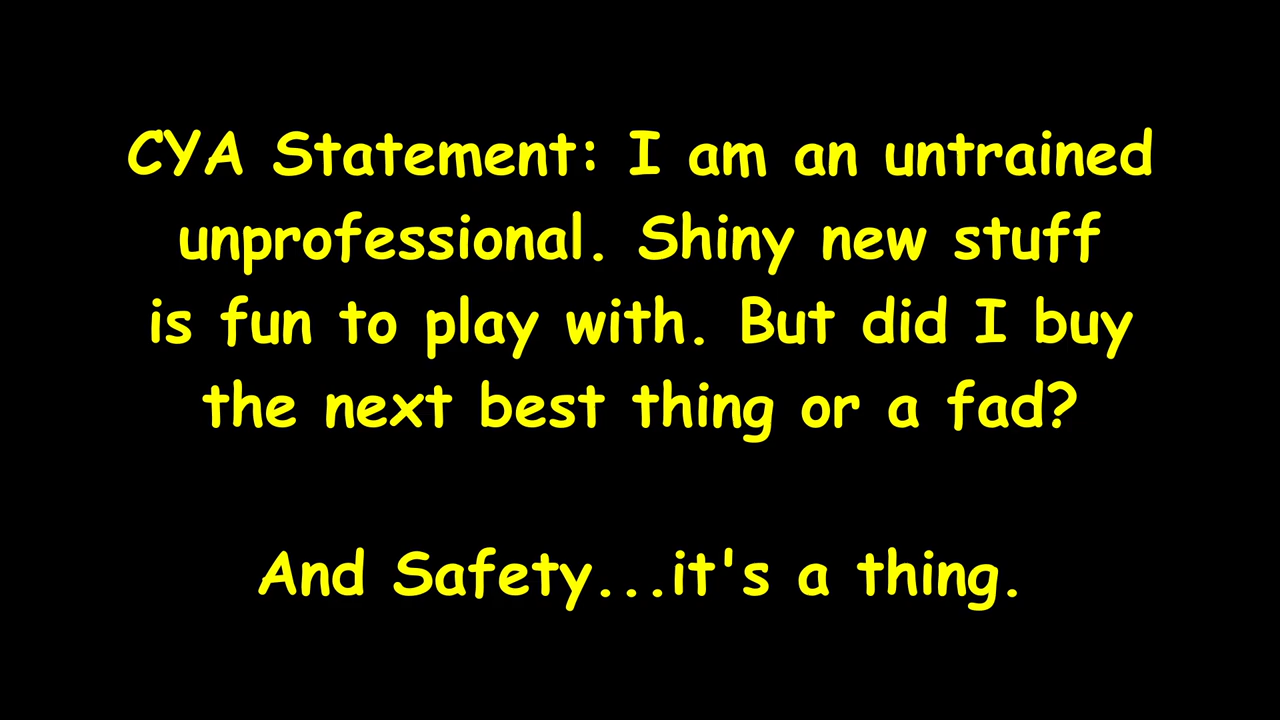 CYA Statement: I am an untrained
unprofessional. Shiny new stuff
is fun to play with. But did I buy
the next best thing or a fad?
And Safety...it's a thing.